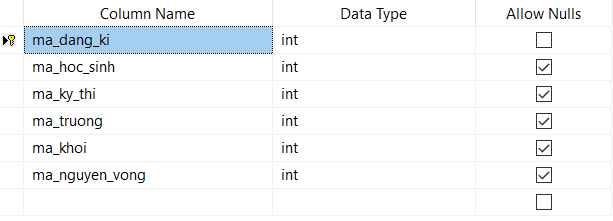 Column Name Data Type Allow Nulls
ma_dang_ki int
ma_hoc_sinh int
ma_ky_thi int
ma_truong int
ma_khoi int
ma_nguyen_vong int